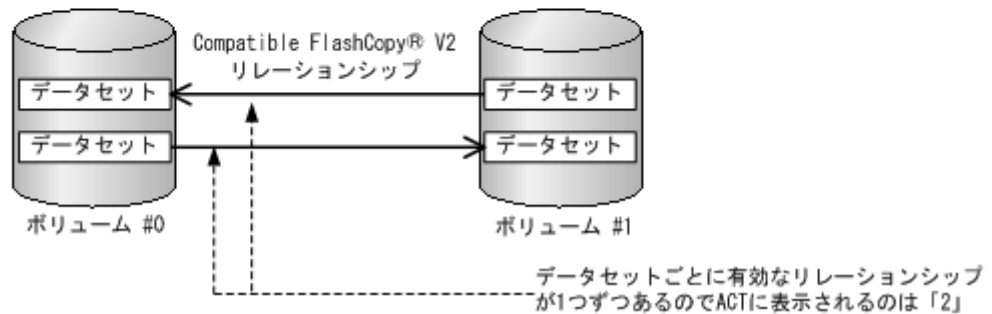 Compatible FlashCopy® V2
リレーションシップ
データセット
データセット
データセット
データセット
ボリューム #0
ボリューム #1
データセットごとに有効なリレーションシップ
が1つずつあるのでACTに表示されるのは「2」